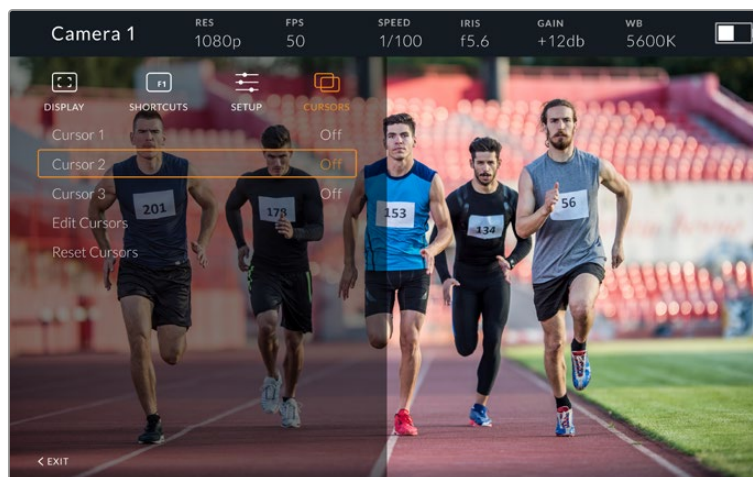 Camera 1
RES
1080p
FPS
50
SPEED
1/100
IRIS
f5.6
GAIN
+12db
WB
5600K
F1
DISPLAY
SHORTCUTS
SETUP
CURSORS
Cursor 1 Off
Cursor 2 Off
Cursor 3 Off
Edit Cursors
Reset Cursors
201
178
153
134
56
< EXIT